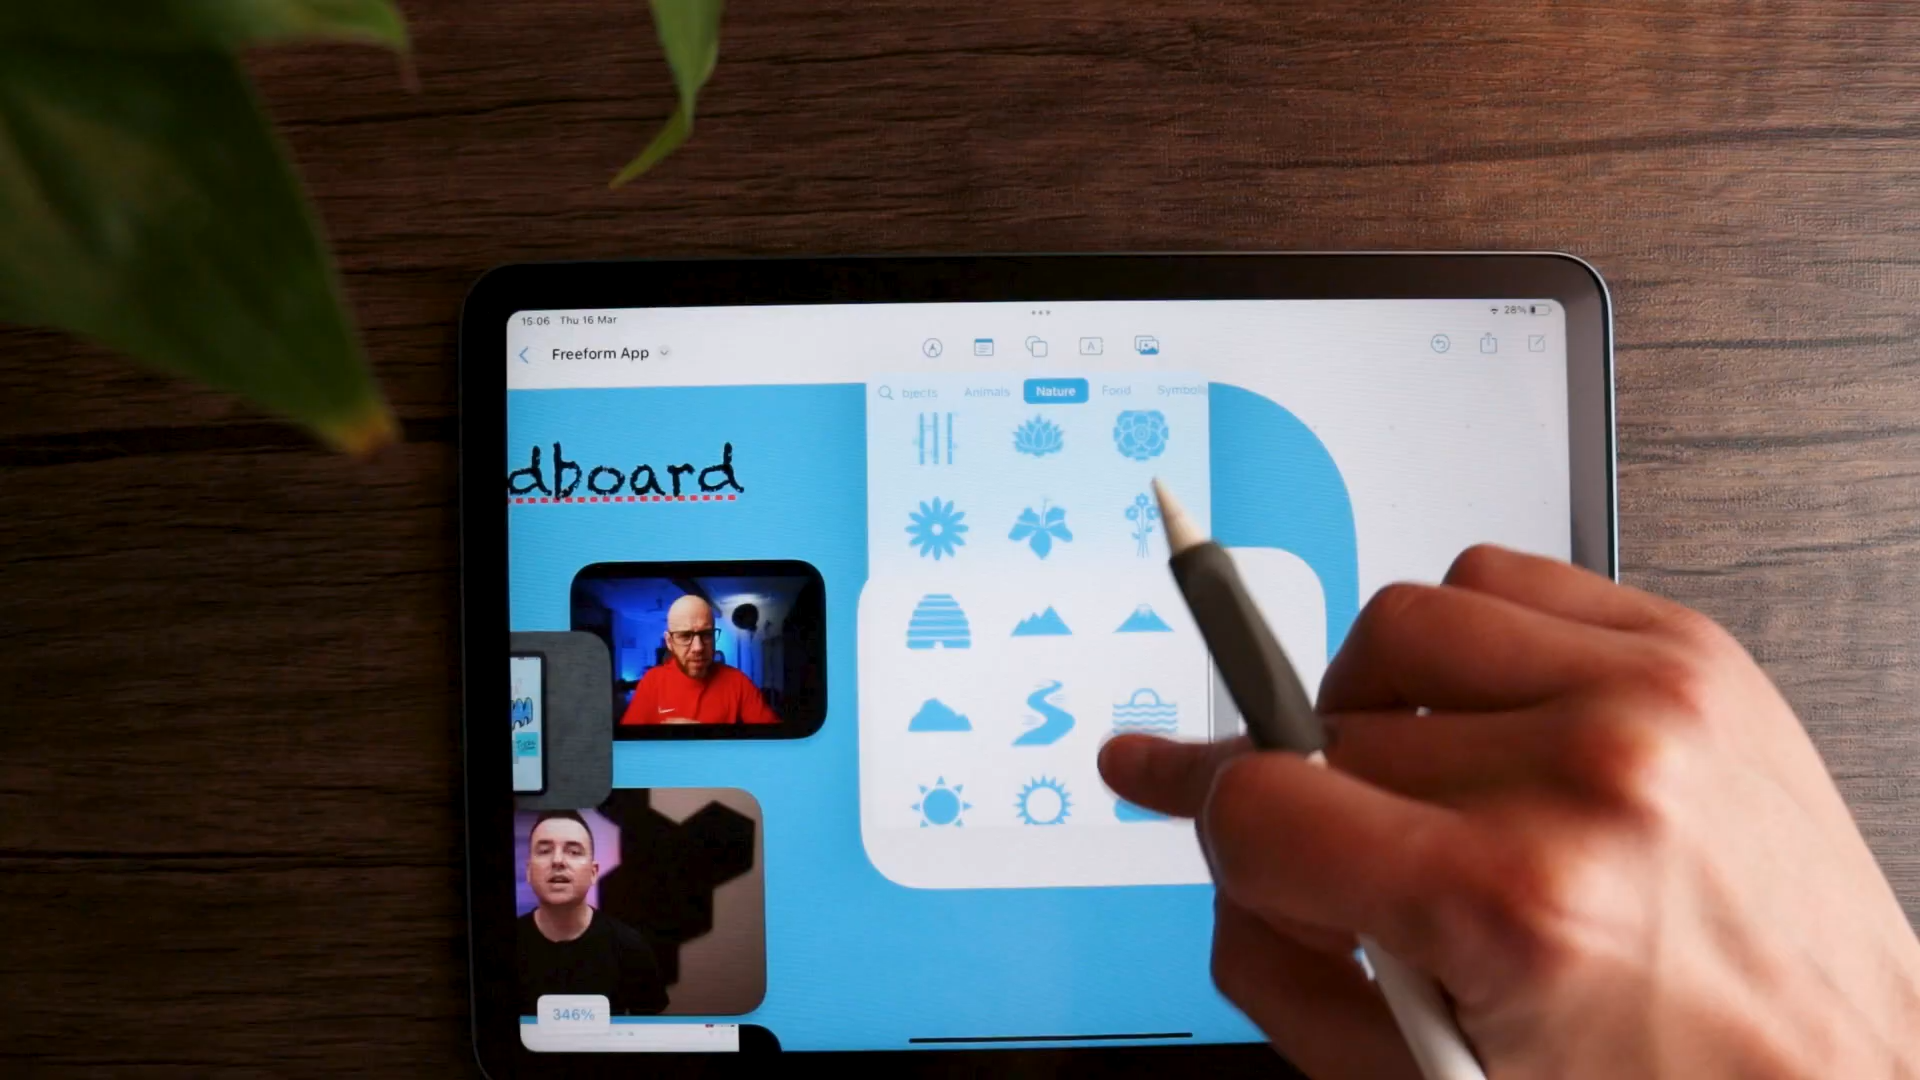 15:06 Thu 16 Mar
28%
Freeform App
A
bjects Animals Nature Food Symbols
dboard
346%